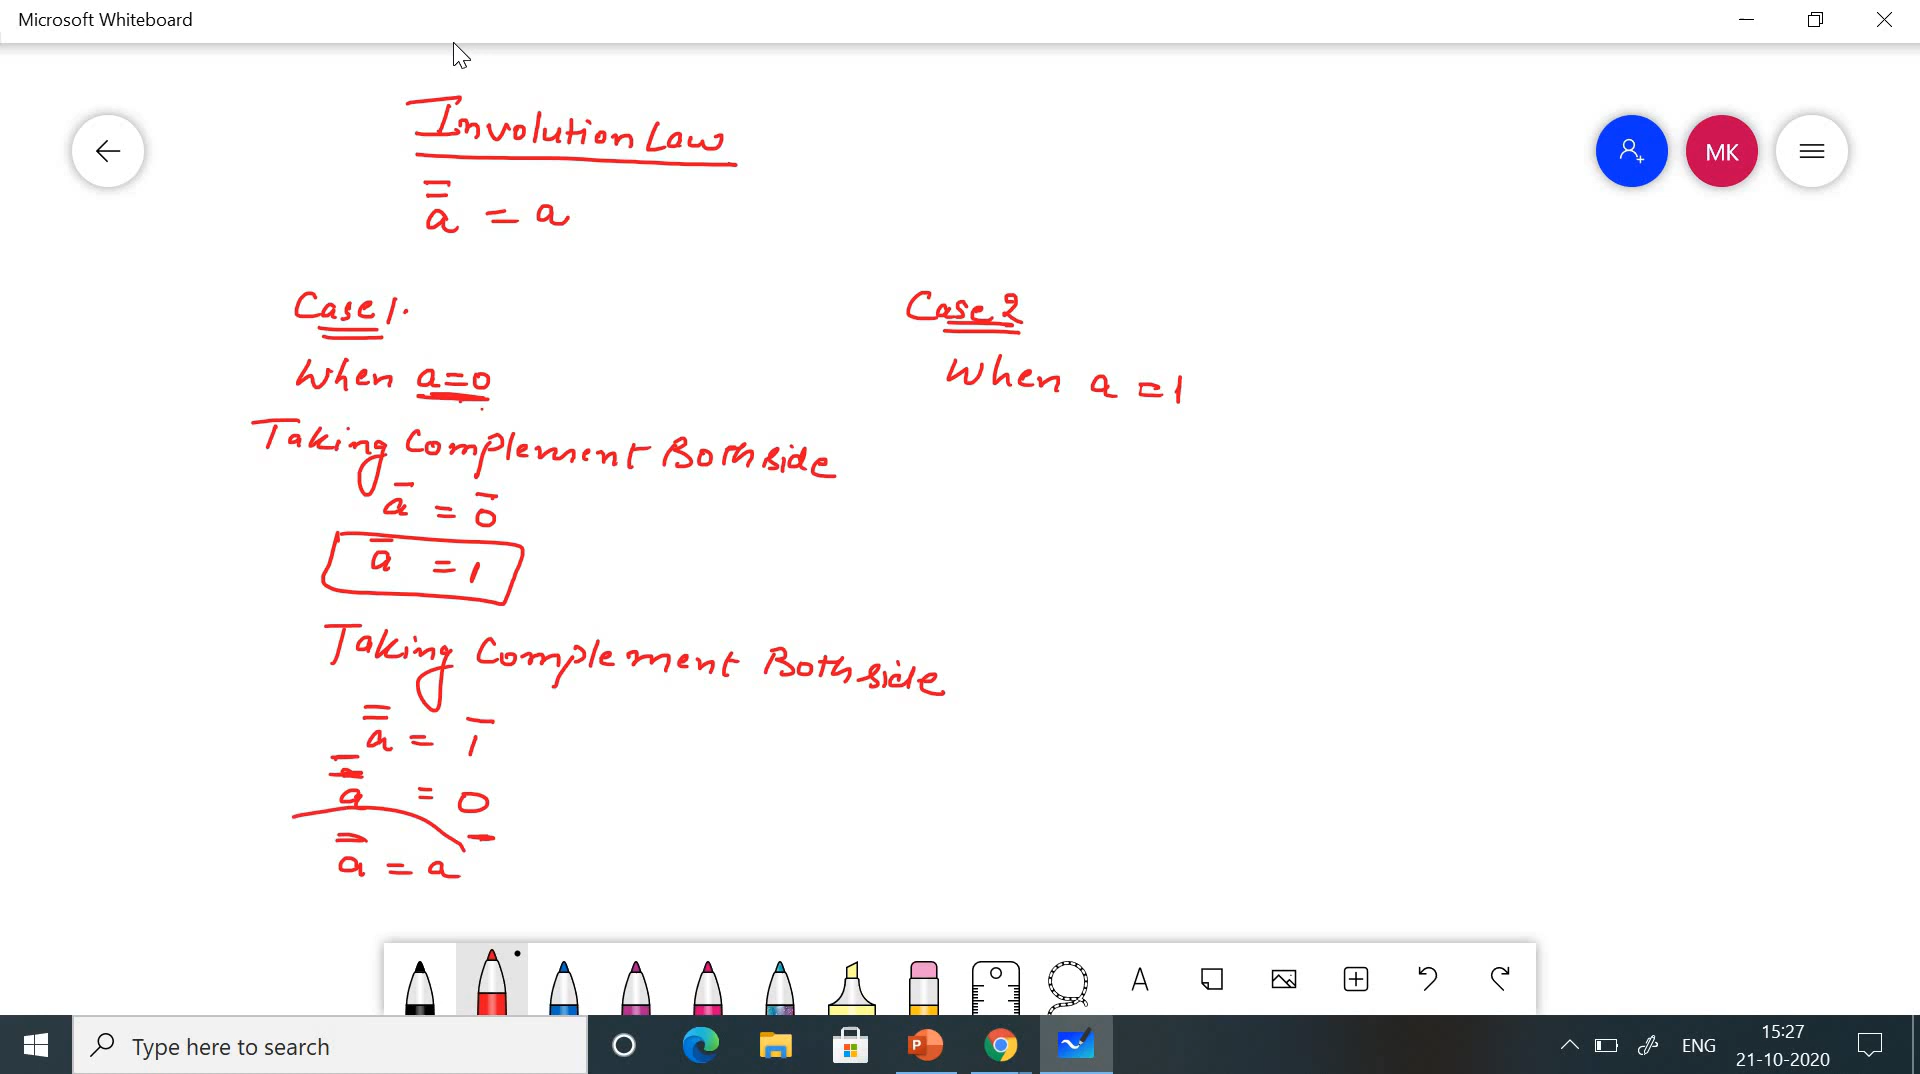 Microsoft Whiteboard
Involution Law
a̿ = a
MK
Case 1.
When a=0
Taking Complement Both side
a̅ = 0̅
a̅ = 1
Taking Complement Both side
a̿ = 1̅
a̿ = 0
a̿ = a
Case 2
When a = 1
A
Type here to search
ENG
15:27
21-10-2020